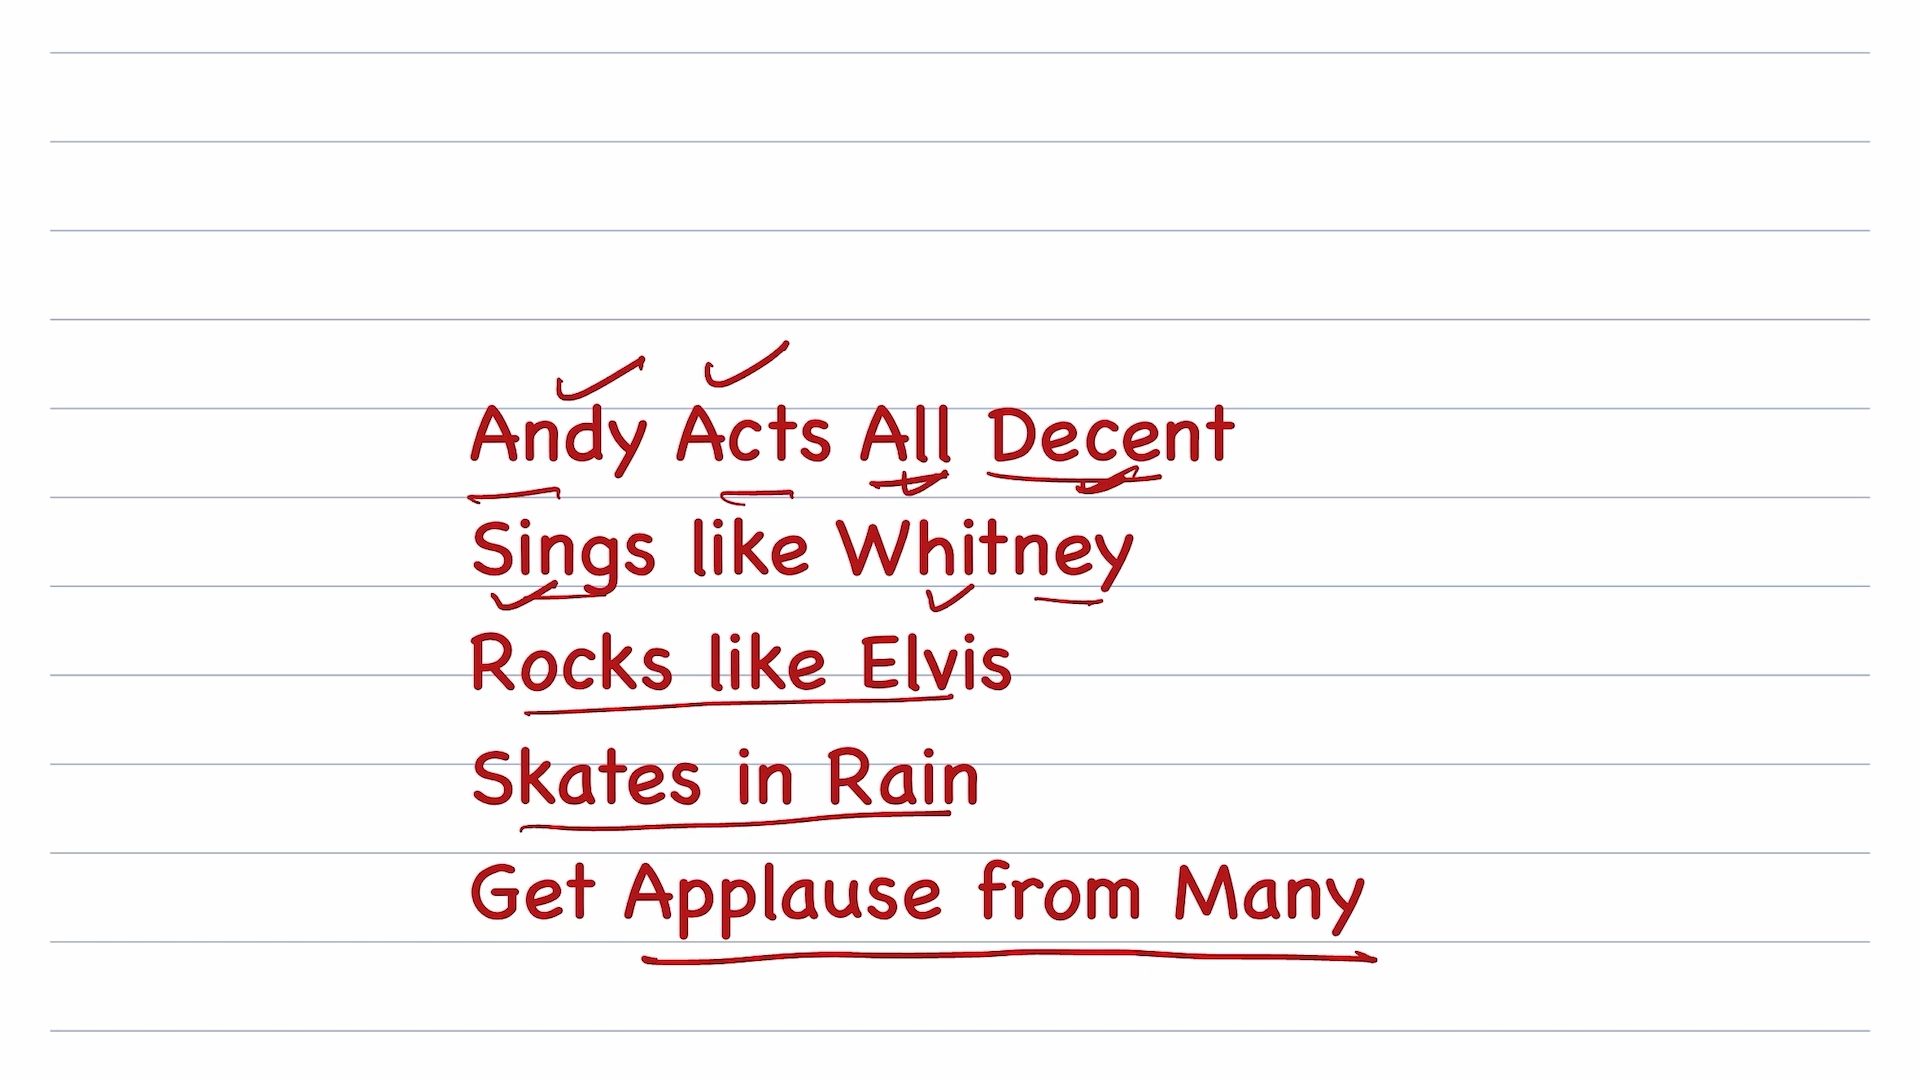 Andy Acts All Decent
Sings like Whitney
Rocks like Elvis
Skates in Rain
Get Applause from Many